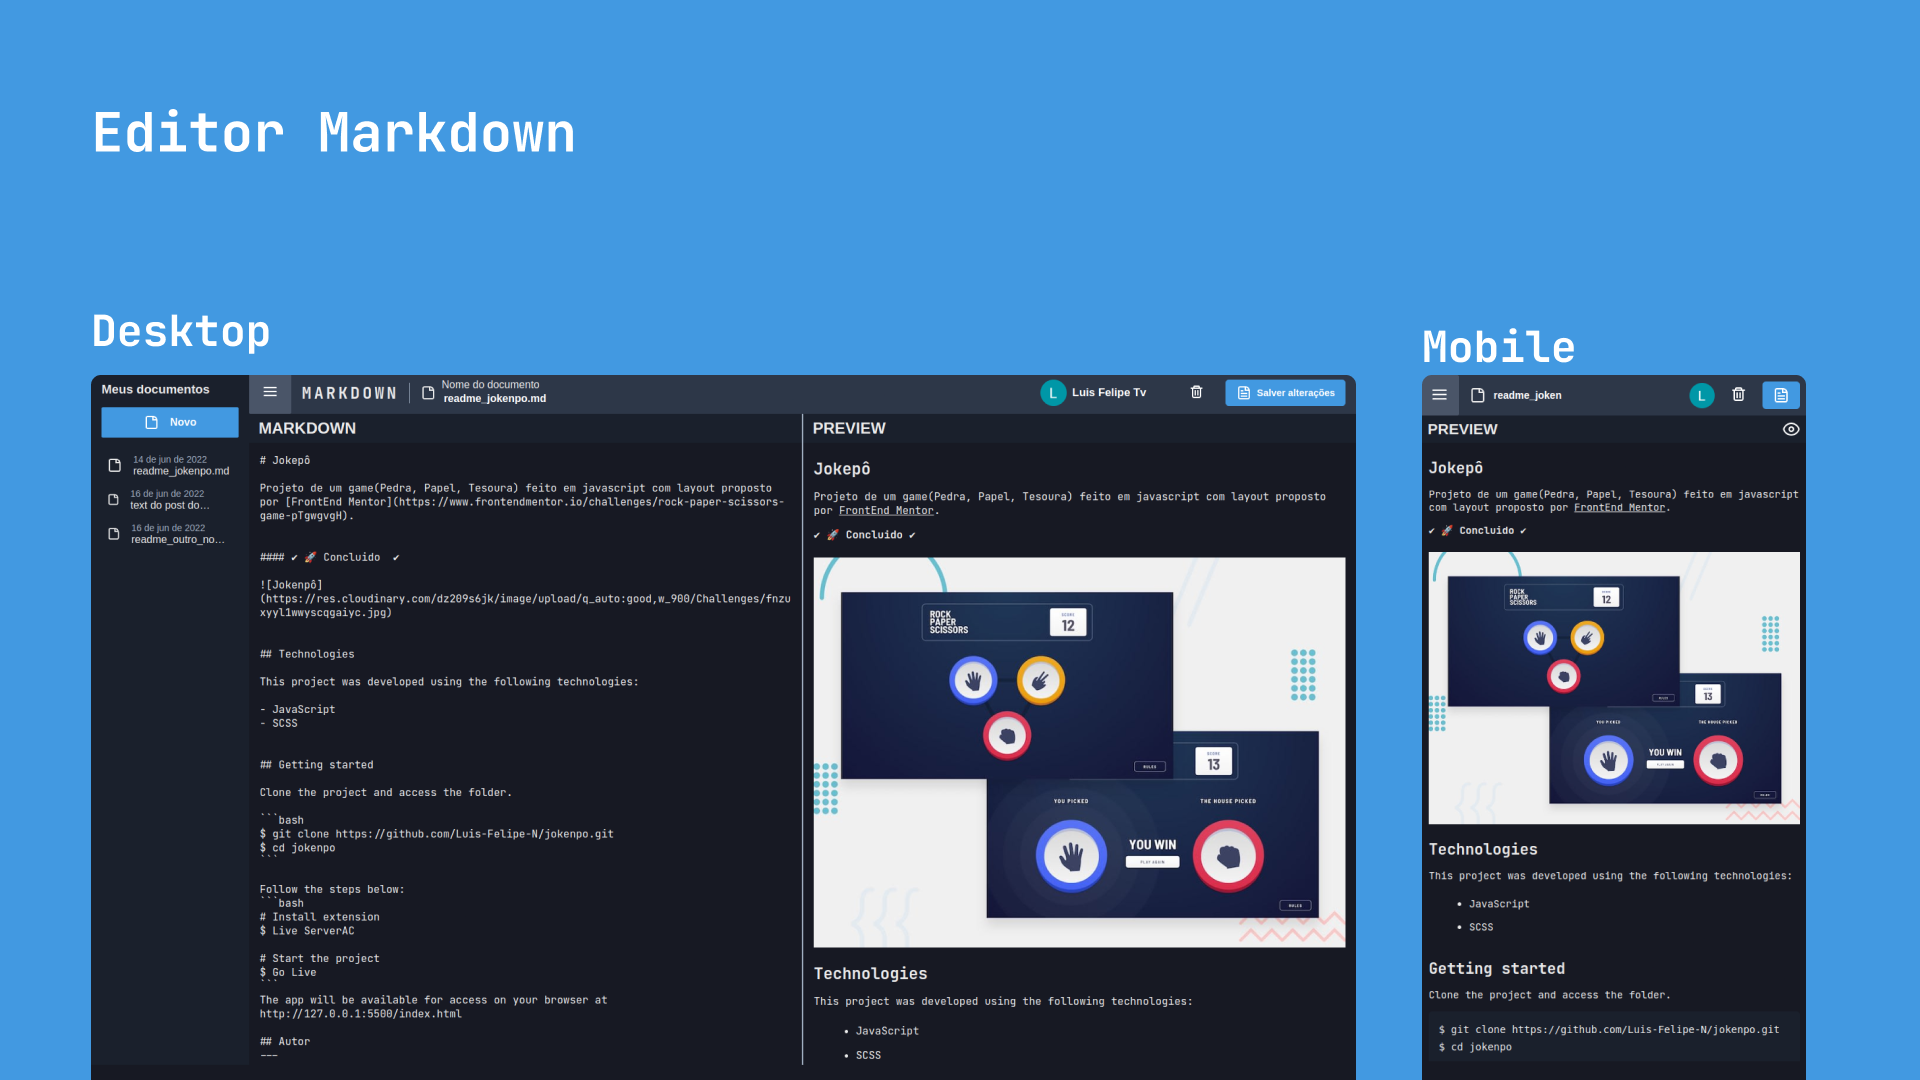 Editor Markdown
Desktop
Meus documentos
Novo
14 de jun de 2022
readme_jokenpo.md
16 de jun de 2022
text do post do...
16 de jun de 2022
readme_outro_no...
MARKDOWN
Nome do documento
readme_jokenpo.md
L Luis Felipe Tv
Salver alterações
MARKDOWN
# Jokepô
Projeto de um game(Pedra, Papel, Tesoura) feito em javascript com layout proposto
por [FrontEnd Mentor](https://www.frontendmentor.io/challenges/rock-paper-scissors-
game-pTgwgvgH).
#### ✔ 🚀 Concluido  ✔
![Jokenpô]
(https://res.cloudinary.com/dz209s6jk/image/upload/q_auto:good,w_900/Challenges/fnzu
xyyl1wwyscqgaiyc.jpg)
## Technologies
This project was developed using the following technologies:
- JavaScript
- SCSS
## Getting started
Clone the project and access the folder.
```bash
$ git clone https://github.com/Luis-Felipe-N/jokenpo.git
$ cd jokenpo
```
Follow the steps below:
```bash
# Install extension
$ Live ServerAC
# Start the project
$ Go Live
```
The app will be available for access on your browser at
http://127.0.0.1:5500/index.html
## Autor
---
PREVIEW
Jokepô
Projeto de um game(Pedra, Papel, Tesoura) feito em javascript com layout proposto
por FrontEnd Mentor.
✔ 🚀 Concluido ✔
ROCK
PAPER
SCISSORS
SCORE
12
RULES
SCORE
13
YOU PICKED
THE HOUSE PICKED
YOU WIN
PLAY AGAIN
RULES
Technologies
This project was developed using the following technologies:
• JavaScript
• SCSS
Mobile
readme_joken
L
PREVIEW
Jokepô
Projeto de um game(Pedra, Papel, Tesoura) feito em javascript
com layout proposto por FrontEnd Mentor.
✔ 🚀 Concluido ✔
ROCK
PAPER
SCISSORS
SCORE
12
RULES
SCORE
13
YOU PICKED
THE HOUSE PICKED
YOU WIN
PLAY AGAIN
RULES
Technologies
This project was developed using the following technologies:
• JavaScript
• SCSS
Getting started
Clone the project and access the folder.
$ git clone https://github.com/Luis-Felipe-N/jokenpo.git
$ cd jokenpo